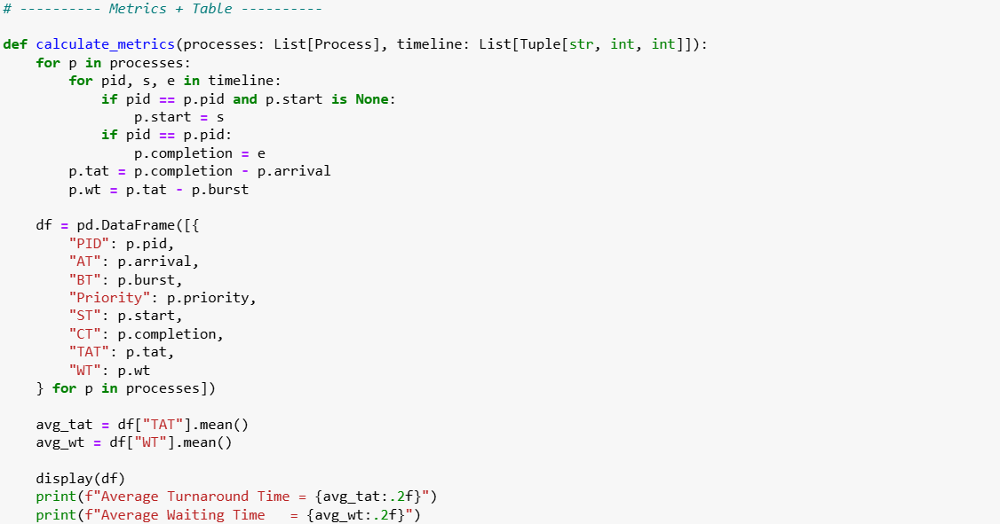 # ---------- Metrics + Table ----------
def calculate_metrics(processes: List[Process], timeline: List[Tuple[str, int, int]]):
    for p in processes:
        for pid, s, e in timeline:
            if pid == p.pid and p.start is None:
                p.start = s
            if pid == p.pid:
                p.completion = e
        p.tat = p.completion - p.arrival
        p.wt = p.tat - p.burst
    df = pd.DataFrame([{
        "PID": p.pid,
        "AT": p.arrival,
        "BT": p.burst,
        "Priority": p.priority,
        "ST": p.start,
        "CT": p.completion,
        "TAT": p.tat,
        "WT": p.wt
    } for p in processes])
    avg_tat = df["TAT"].mean()
    avg_wt = df["WT"].mean()
    display(df)
    print(f"Average Turnaround Time = {avg_tat:.2f}")
    print(f"Average Waiting Time   = {avg_wt:.2f}")